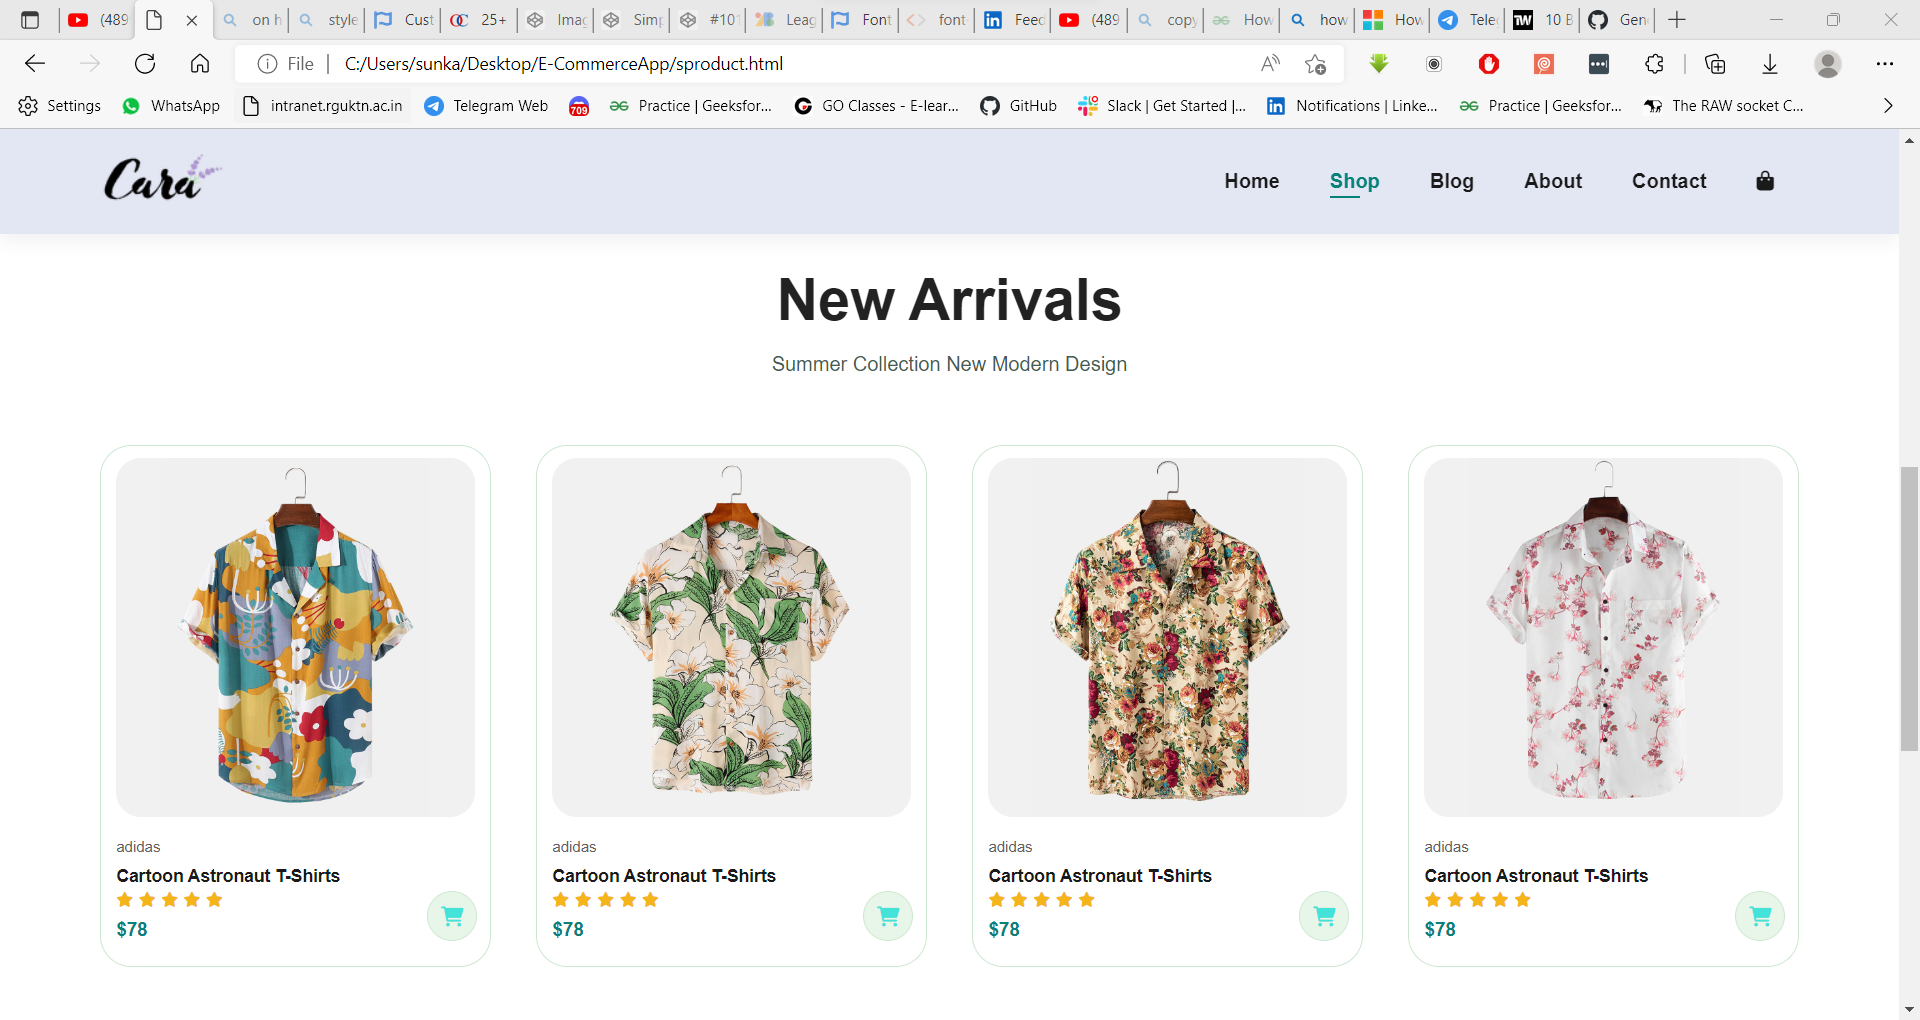 (489
on h
style
Cust
25+
Imag
Simp
#101
Leag
Font
font
Feed
(489
copy
How
how
How
Tele
10 B
Gen
File C:/Users/sunka/Desktop/E-CommerceApp/sproduct.html
Settings WhatsApp intranet.rguktn.ac.in Telegram Web 709 Practice | Geeksfor... GO Classes - E-lear... GitHub Slack | Get Started |... Notifications | Linke... Practice | Geeksfor... The RAW socket C...
Cara Home Shop Blog About Contact
New Arrivals
Summer Collection New Modern Design
adidas
Cartoon Astronaut T-Shirts
$78
adidas
Cartoon Astronaut T-Shirts
$78
adidas
Cartoon Astronaut T-Shirts
$78
adidas
Cartoon Astronaut T-Shirts
$78